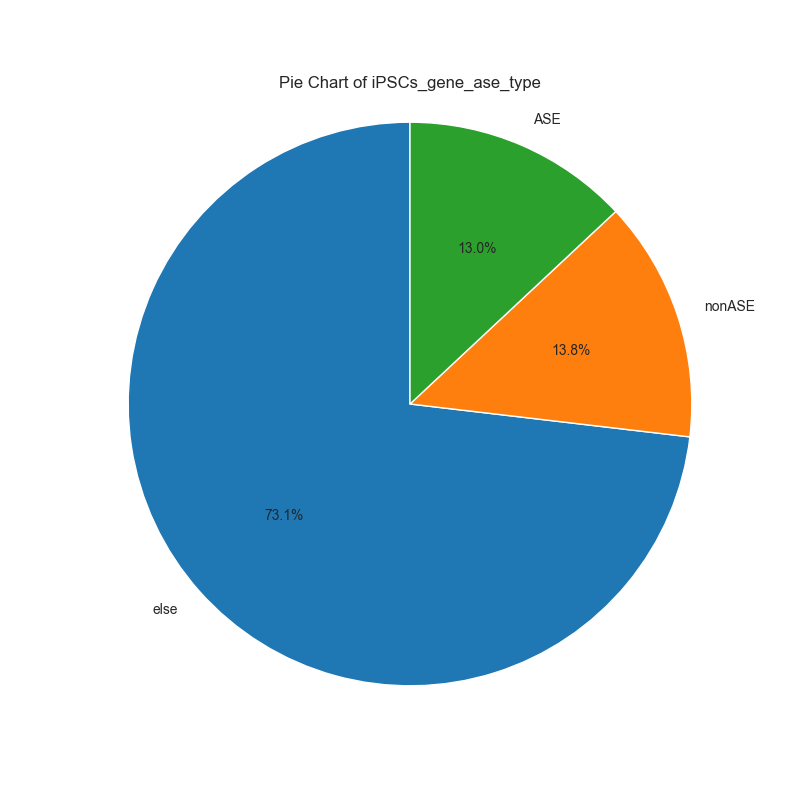 Pie Chart of iPSCs_gene_ase_type
ASE
13.0%
nonASE
13.8%
73.1%
else